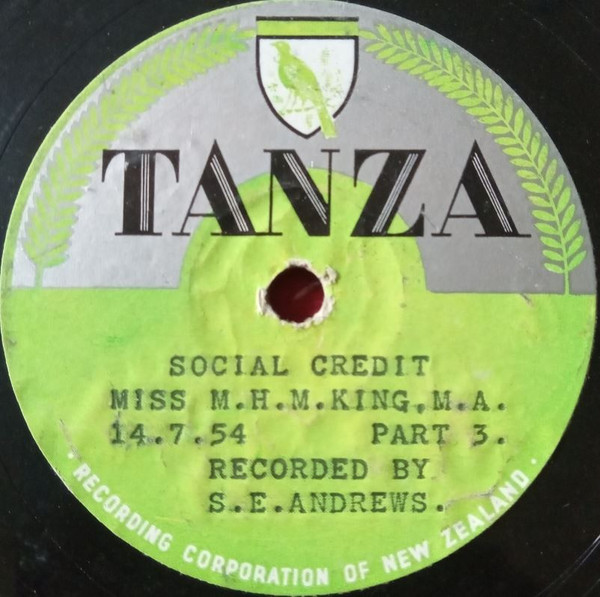 TANZA
SOCIAL CREDIT
MISS M.H.M.KING,M.A.
14.7.54 PART 3.
RECORDED BY
S.E.ANDREWS.
· RECORDING CORPORATION OF NEW ZEALAND ·